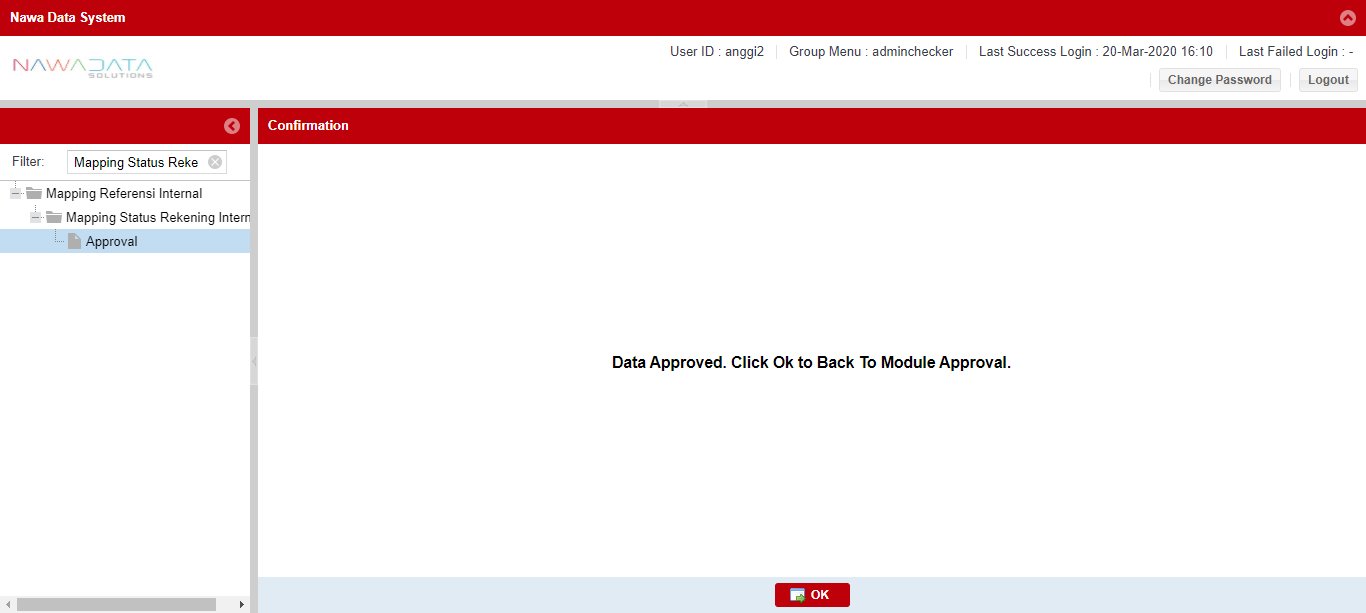 Nawa Data System
User ID : anggi2 Group Menu : adminchecker Last Success Login : 20-Mar-2020 16:10 Last Failed Login : -
NAWADATA
SOLUTIONS
Change Password Logout
Confirmation
Filter: Mapping Status Reke
Mapping Referensi Internal
Mapping Status Rekening Intern
Approval
Data Approved. Click Ok to Back To Module Approval.
OK